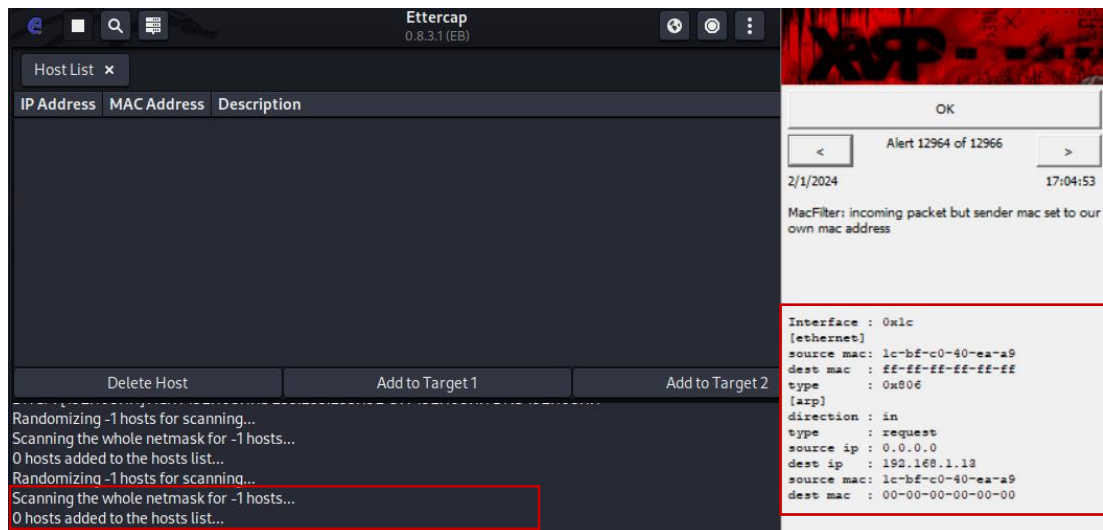 Ettercap
0.8.3.1 (EB)
Host List ×
IP Address MAC Address Description
Delete Host Add to Target 1 Add to Target 2
Randomizing -1 hosts for scanning...
Scanning the whole netmask for -1 hosts...
0 hosts added to the hosts list...
Randomizing -1 hosts for scanning...
Scanning the whole netmask for -1 hosts...
0 hosts added to the hosts list...
XArp
OK
< Alert 12964 of 12966 >
2/1/2024 17:04:53
MacFilter: incoming packet but sender mac set to our
own mac address
Interface : 0x1c
[ethernet]
source mac: 1c-bf-c0-40-ea-a9
dest mac : ff-ff-ff-ff-ff-ff
type : 0x806
[arp]
direction : in
type : request
source ip : 0.0.0.0
dest ip : 192.168.1.13
source mac: 1c-bf-c0-40-ea-a9
dest mac : 00-00-00-00-00-00